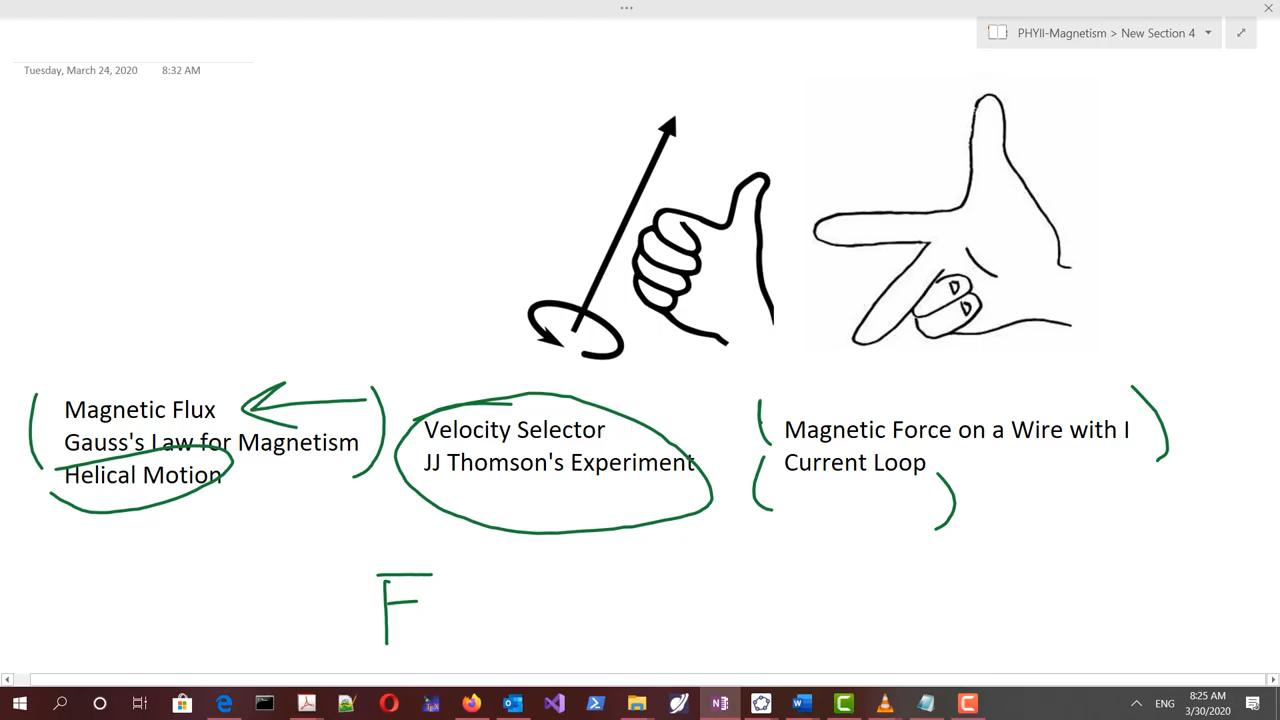 PHYII-Magnetism > New Section 4
Tuesday, March 24, 2020 8:32 AM
Magnetic Flux
Gauss's Law for Magnetism
Helical Motion
Velocity Selector
JJ Thomson's Experiment
Magnetic Force on a Wire with I
Current Loop
F
ENG
8:25 AM
3/30/2020